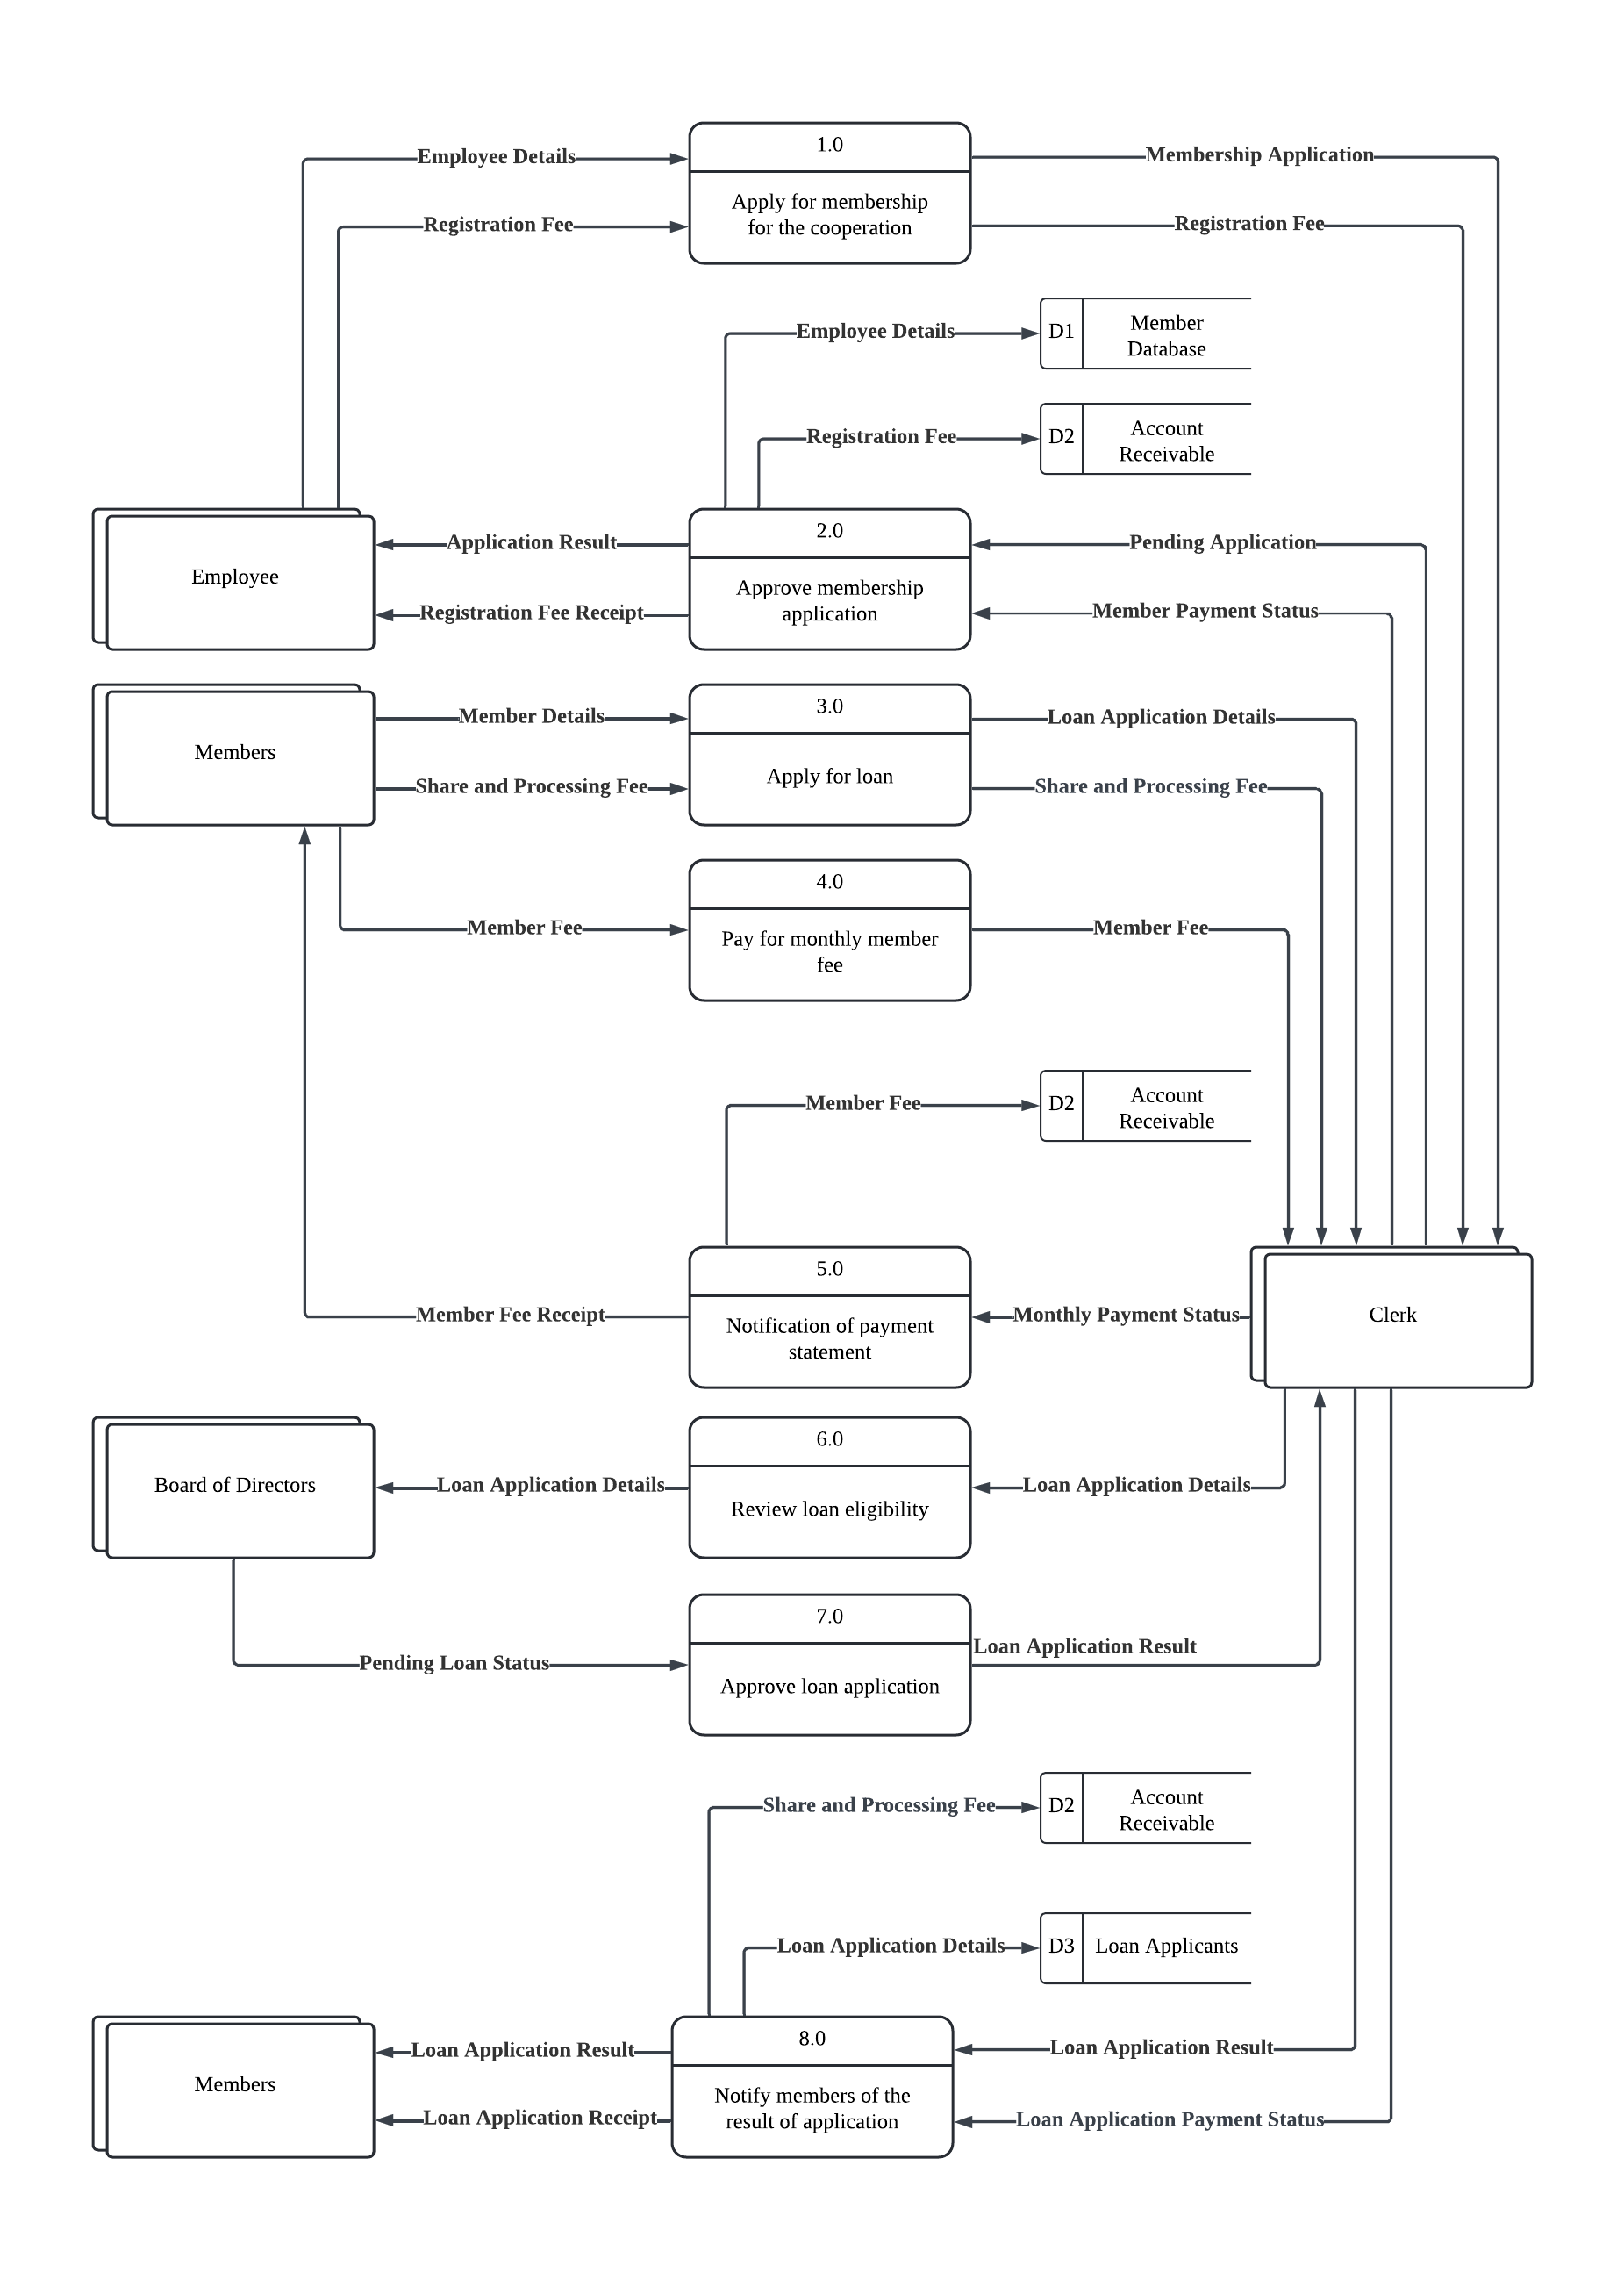 1.0
Employee Details
Membership Application
Apply for membership
for the cooperation
Registration Fee
Registration Fee
Employee Details
D1
Member
Database
Registration Fee
D2
Account
Receivable
2.0
Application Result
Pending Application
Employee
Approve membership
application
Registration Fee Receipt
Member Payment Status
3.0
Member Details
Loan Application Details
Members
Apply for loan
Share and Processing Fee
Share and Processing Fee
4.0
Member Fee
Member Fee
Pay for monthly member
fee
Member Fee
D2
Account
Receivable
5.0
Member Fee Receipt
Notification of payment
statement
Monthly Payment Status
Clerk
6.0
Board of Directors
Loan Application Details
Loan Application Details
Review loan eligibility
7.0
Loan Application Result
Pending Loan Status
Approve loan application
Share and Processing Fee
D2
Account
Receivable
Loan Application Details
D3
Loan Applicants
8.0
Loan Application Result
Loan Application Result
Members
Notify members of the
result of application
Loan Application Receipt
Loan Application Payment Status